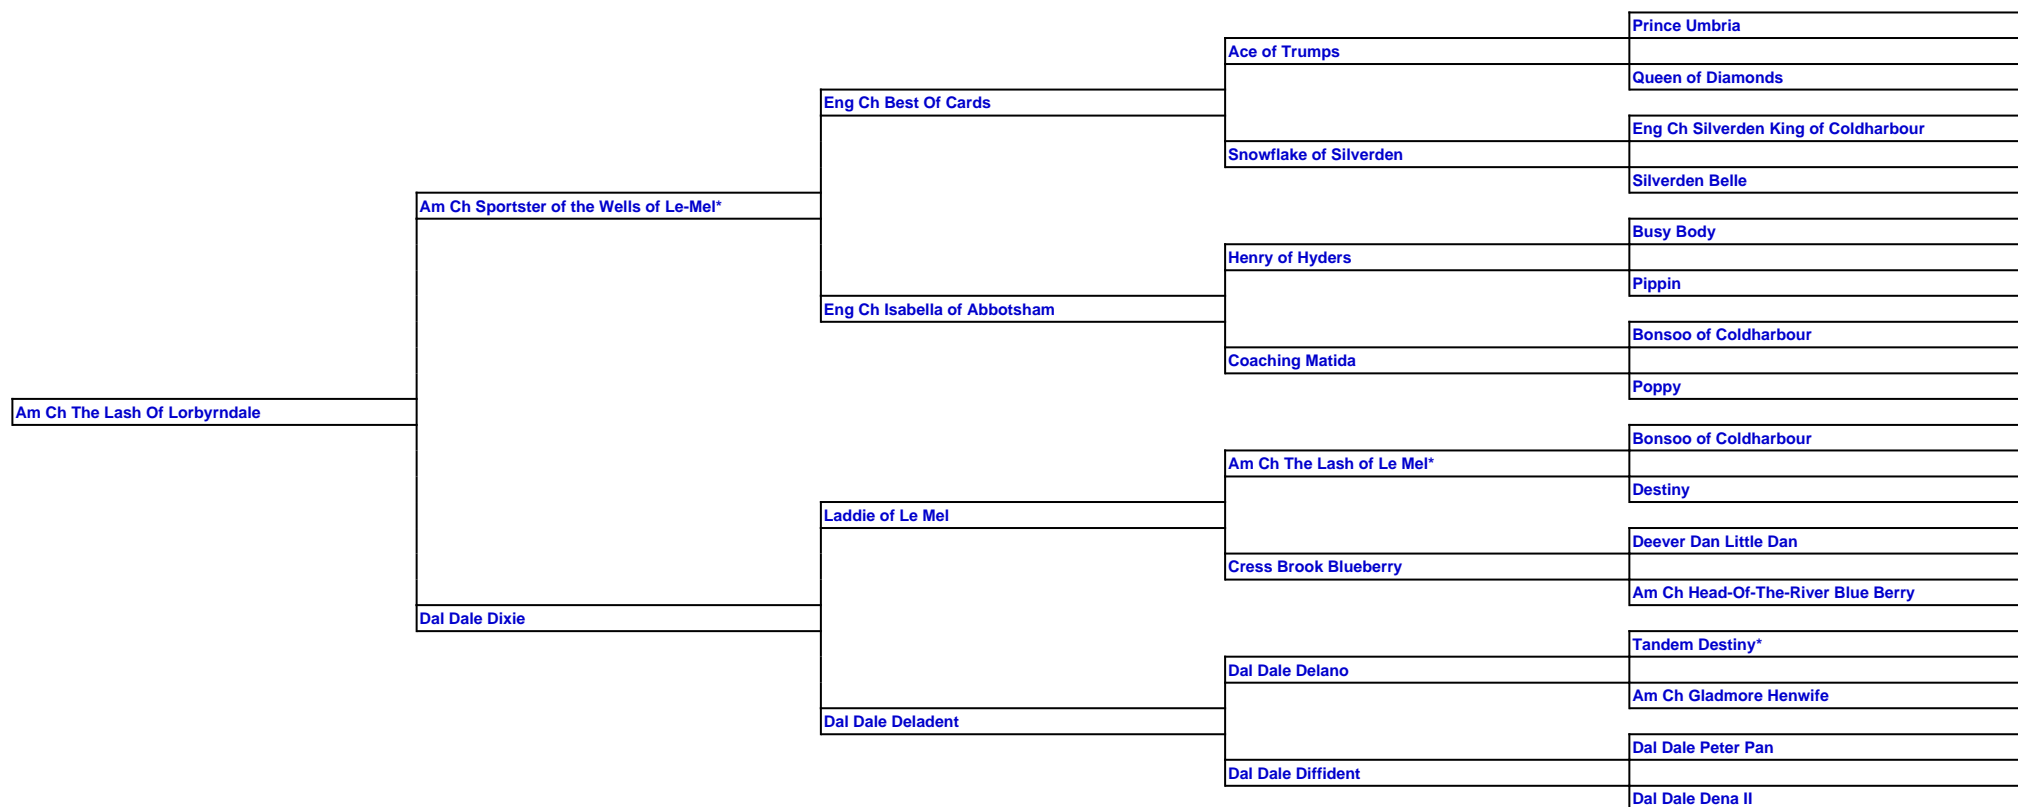 Prince Umbria
Ace of Trumps
Queen of Diamonds
Eng Ch Best Of Cards
Eng Ch Silverden King of Coldharbour
Snowflake of Silverden
Silverden Belle
Am Ch Sportster of the Wells of Le-Mel*
Busy Body
Henry of Hyders
Pippin
Eng Ch Isabella of Abbotsham
Bonsoo of Coldharbour
Coaching Matida
Poppy
Am Ch The Lash Of Lorbyrndale
Bonsoo of Coldharbour
Am Ch The Lash of Le Mel*
Destiny
Laddie of Le Mel
Deever Dan Little Dan
Cress Brook Blueberry
Am Ch Head-Of-The-River Blue Berry
Dal Dale Dixie
Tandem Destiny*
Dal Dale Delano
Am Ch Gladmore Henwife
Dal Dale Deladent
Dal Dale Peter Pan
Dal Dale Diffident
Dal Dale Dena II